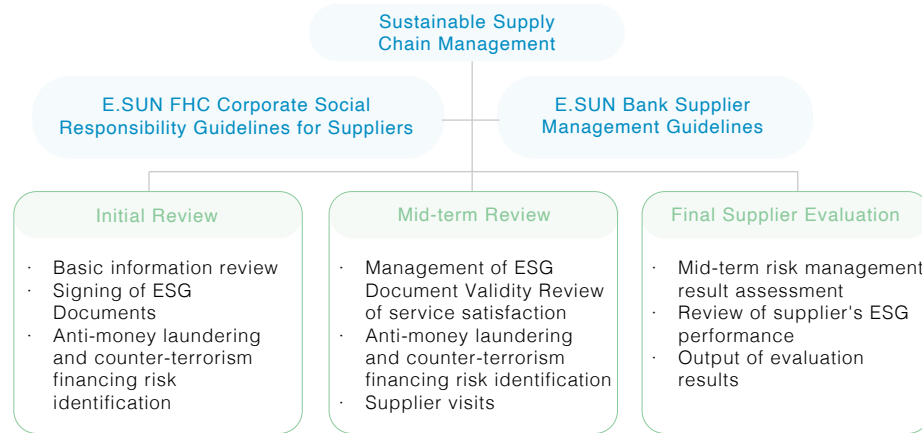 Sustainable Supply
Chain Management
E.SUN FHC Corporate Social
Responsibility Guidelines for Suppliers
E.SUN Bank Supplier
Management Guidelines
Initial Review
· Basic information review
· Signing of ESG
Documents
· Anti-money laundering
and counter-terrorism
financing risk
identification
Mid-term Review
· Management of ESG
Document Validity Review
of service satisfaction
· Anti-money laundering
and counter-terrorism
financing risk identification
· Supplier visits
Final Supplier Evaluation
· Mid-term risk management
result assessment
· Review of supplier's ESG
performance
· Output of evaluation
results